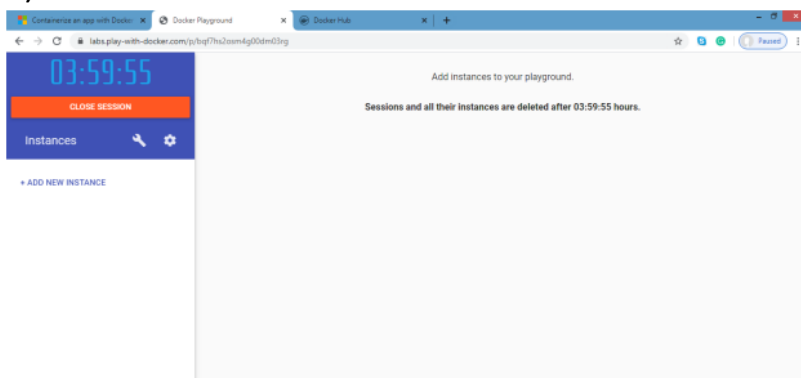 Containerize an app with Docker
Docker Playground
Docker Hub
labs.play-with-docker.com/p/bqf7hs2osm4g00dm03rg
Paused
03:59:55
CLOSE SESSION
Instances
+ ADD NEW INSTANCE
Add instances to your playground.
Sessions and all their instances are deleted after 03:59:55 hours.